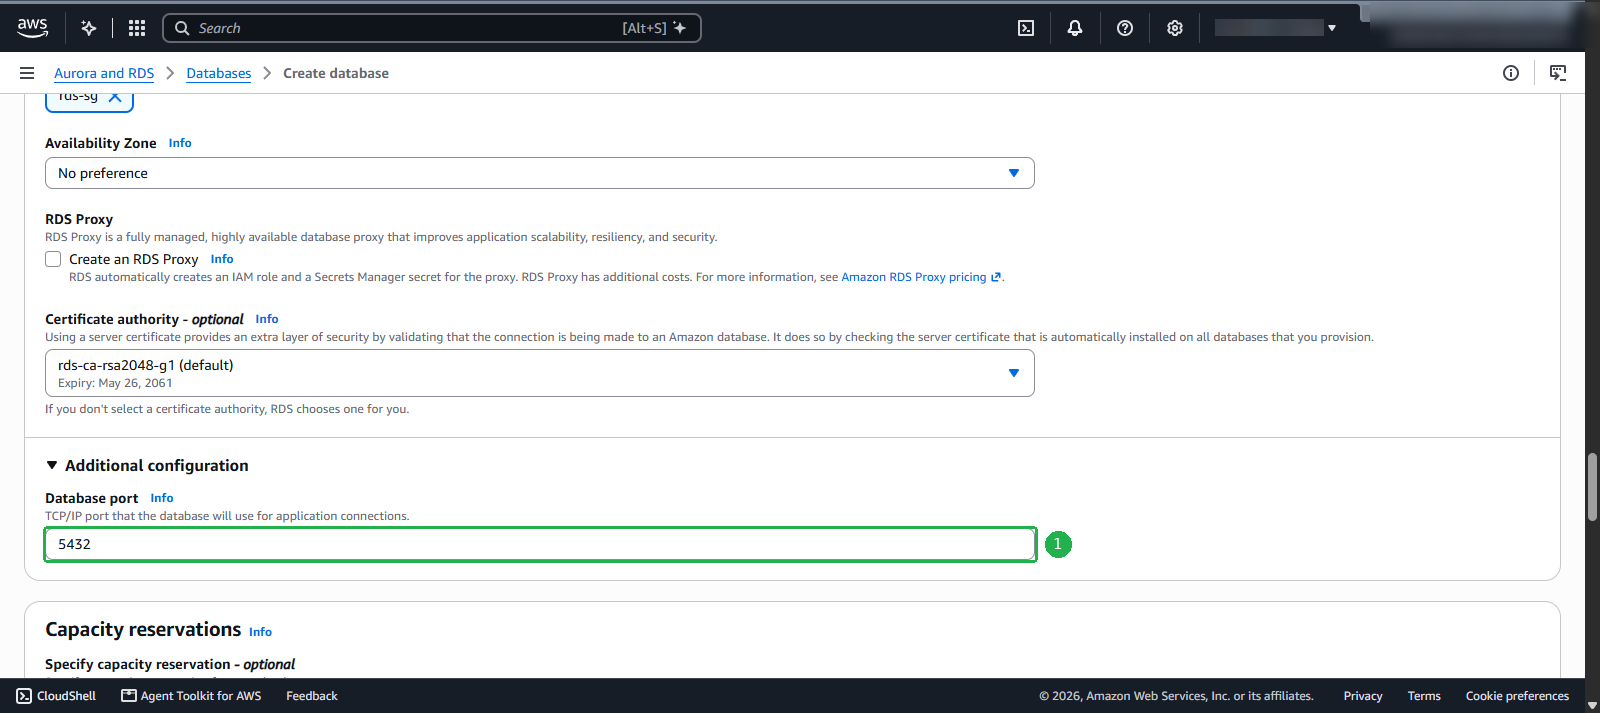 aws
Search [Alt+S]
Aurora and RDS > Databases > Create database
rds-sg
Availability Zone Info
No preference
RDS Proxy
RDS Proxy is a fully managed, highly available database proxy that improves application scalability, resiliency, and security.
Create an RDS Proxy Info
RDS automatically creates an IAM role and a Secrets Manager secret for the proxy. RDS Proxy has additional costs. For more information, see Amazon RDS Proxy pricing.
Certificate authority - optional Info
Using a server certificate provides an extra layer of security by validating that the connection is being made to an Amazon database. It does so by checking the server certificate that is automatically installed on all databases that you provision.
rds-ca-rsa2048-g1 (default)
Expiry: May 26, 2061
If you don't select a certificate authority, RDS chooses one for you.
Additional configuration
Database port Info
TCP/IP port that the database will use for application connections.
5432 1
Capacity reservations Info
Specify capacity reservation - optional
CloudShell Agent Toolkit for AWS Feedback © 2026, Amazon Web Services, Inc. or its affiliates. Privacy Terms Cookie preferences